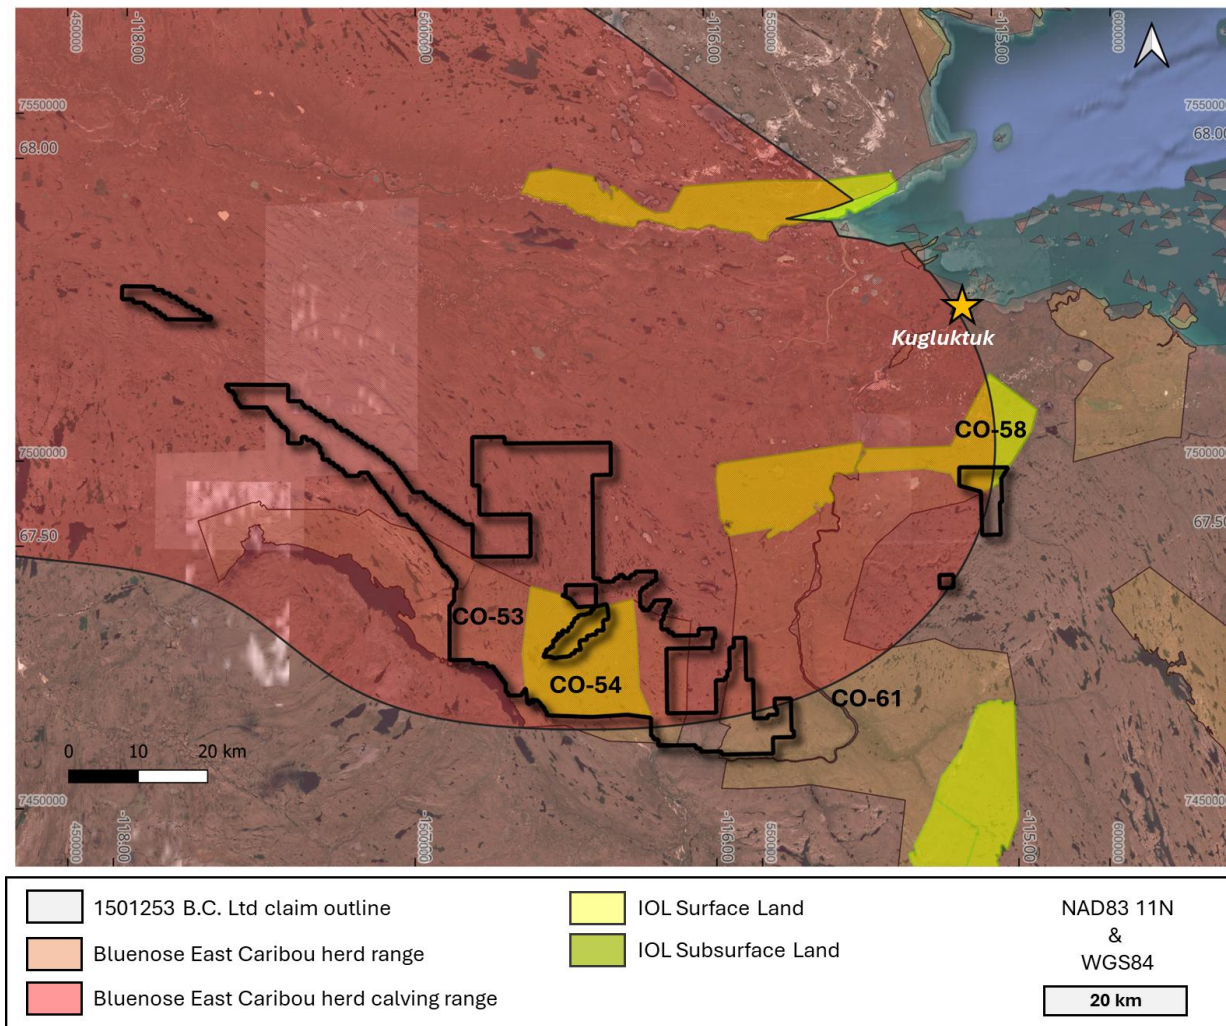 450000
-118.00
500000
-116.00
550000
-115.00
600000
7550000
7550000
68.00
68.00
Kugluktuk
CO-58
7500000
7500000
67.50
67.50
CO-53
CO-54
CO-61
0 10 20 km
7450000
745000
450000
-118.00
500000
-116.00
550000
-115.00
600000
1501253 B.C. Ltd claim outline
Bluenose East Caribou herd range
Bluenose East Caribou herd calving range
IOL Surface Land
IOL Subsurface Land
NAD83 11N
&
WGS84
20 km